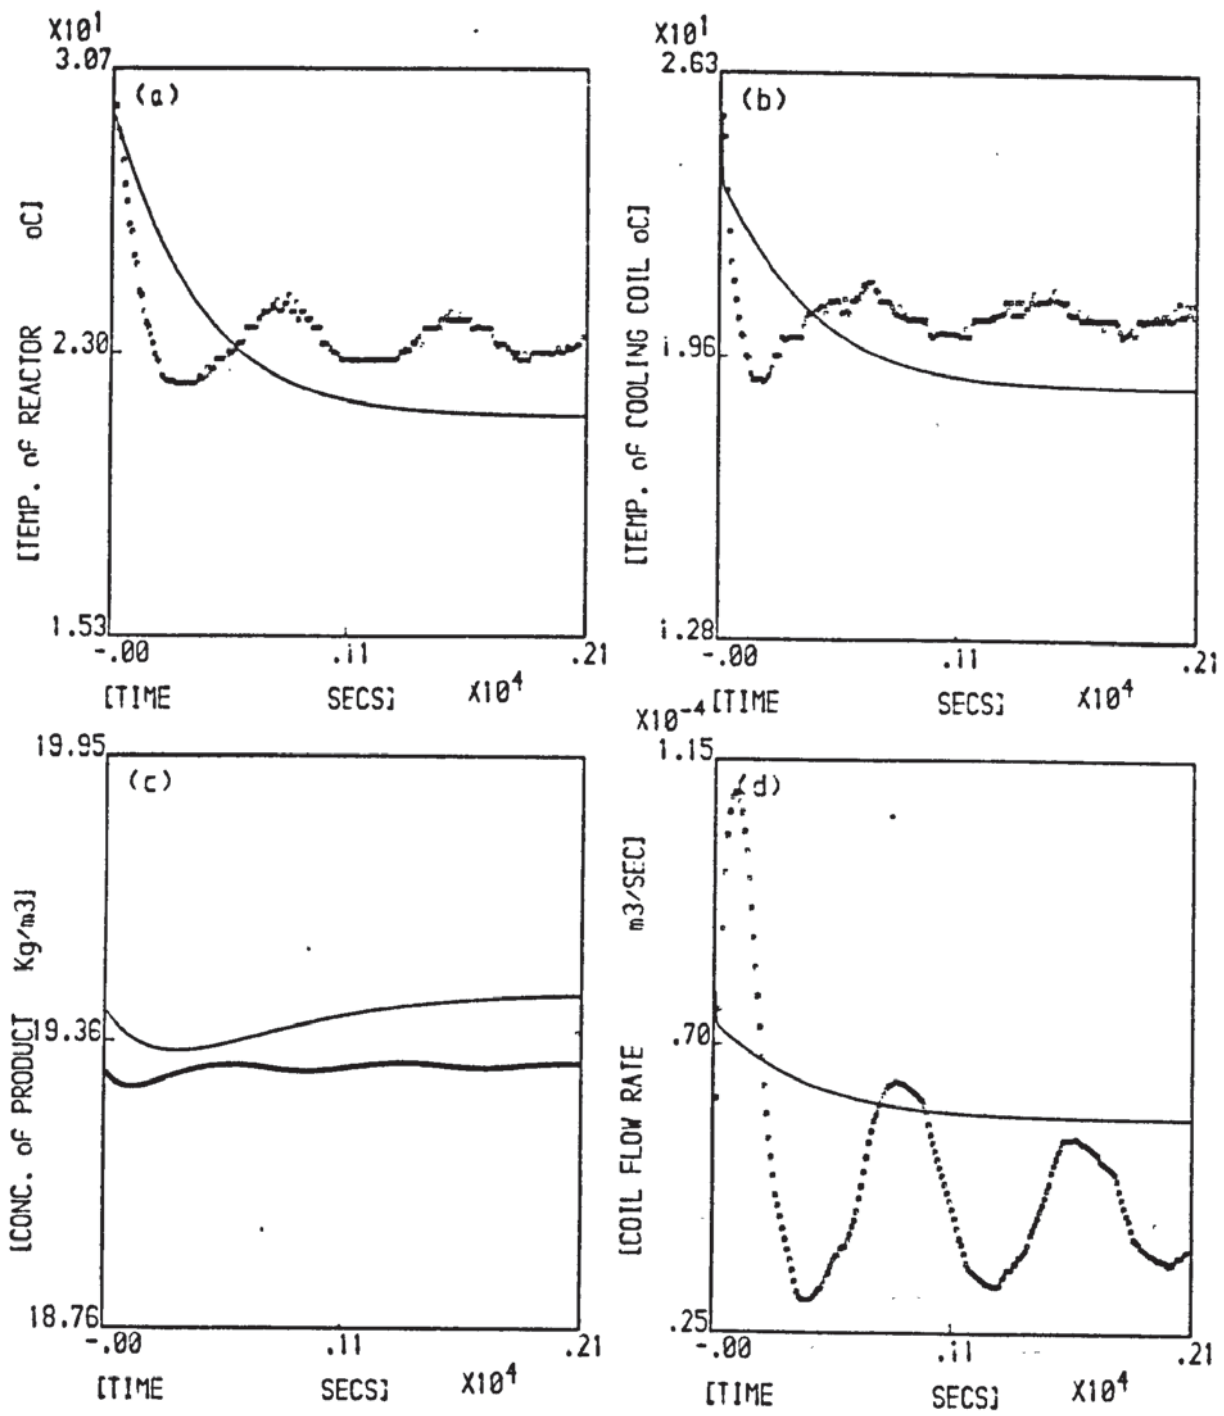 X10¹
3.07
(a)
[TEMP. of REACTOR oC]
2.30
1.53
-.00 .11 .21
[TIME SECS] X10⁴
X10¹
2.63
(b)
[TEMP. of COOLING COIL oC]
1.96
1.28
-.00 .11 .21
[TIME SECS] X10⁴
19.95
(c)
[CONC. of PRODUCT Kg/m3]
19.36
18.76
-.00 .11 .21
[TIME SECS] X10⁴
X10⁻⁴
1.15
(d)
[COIL FLOW RATE m3/SEC]
.70
.25
-.00 .11 .21
[TIME SECS] X10⁴